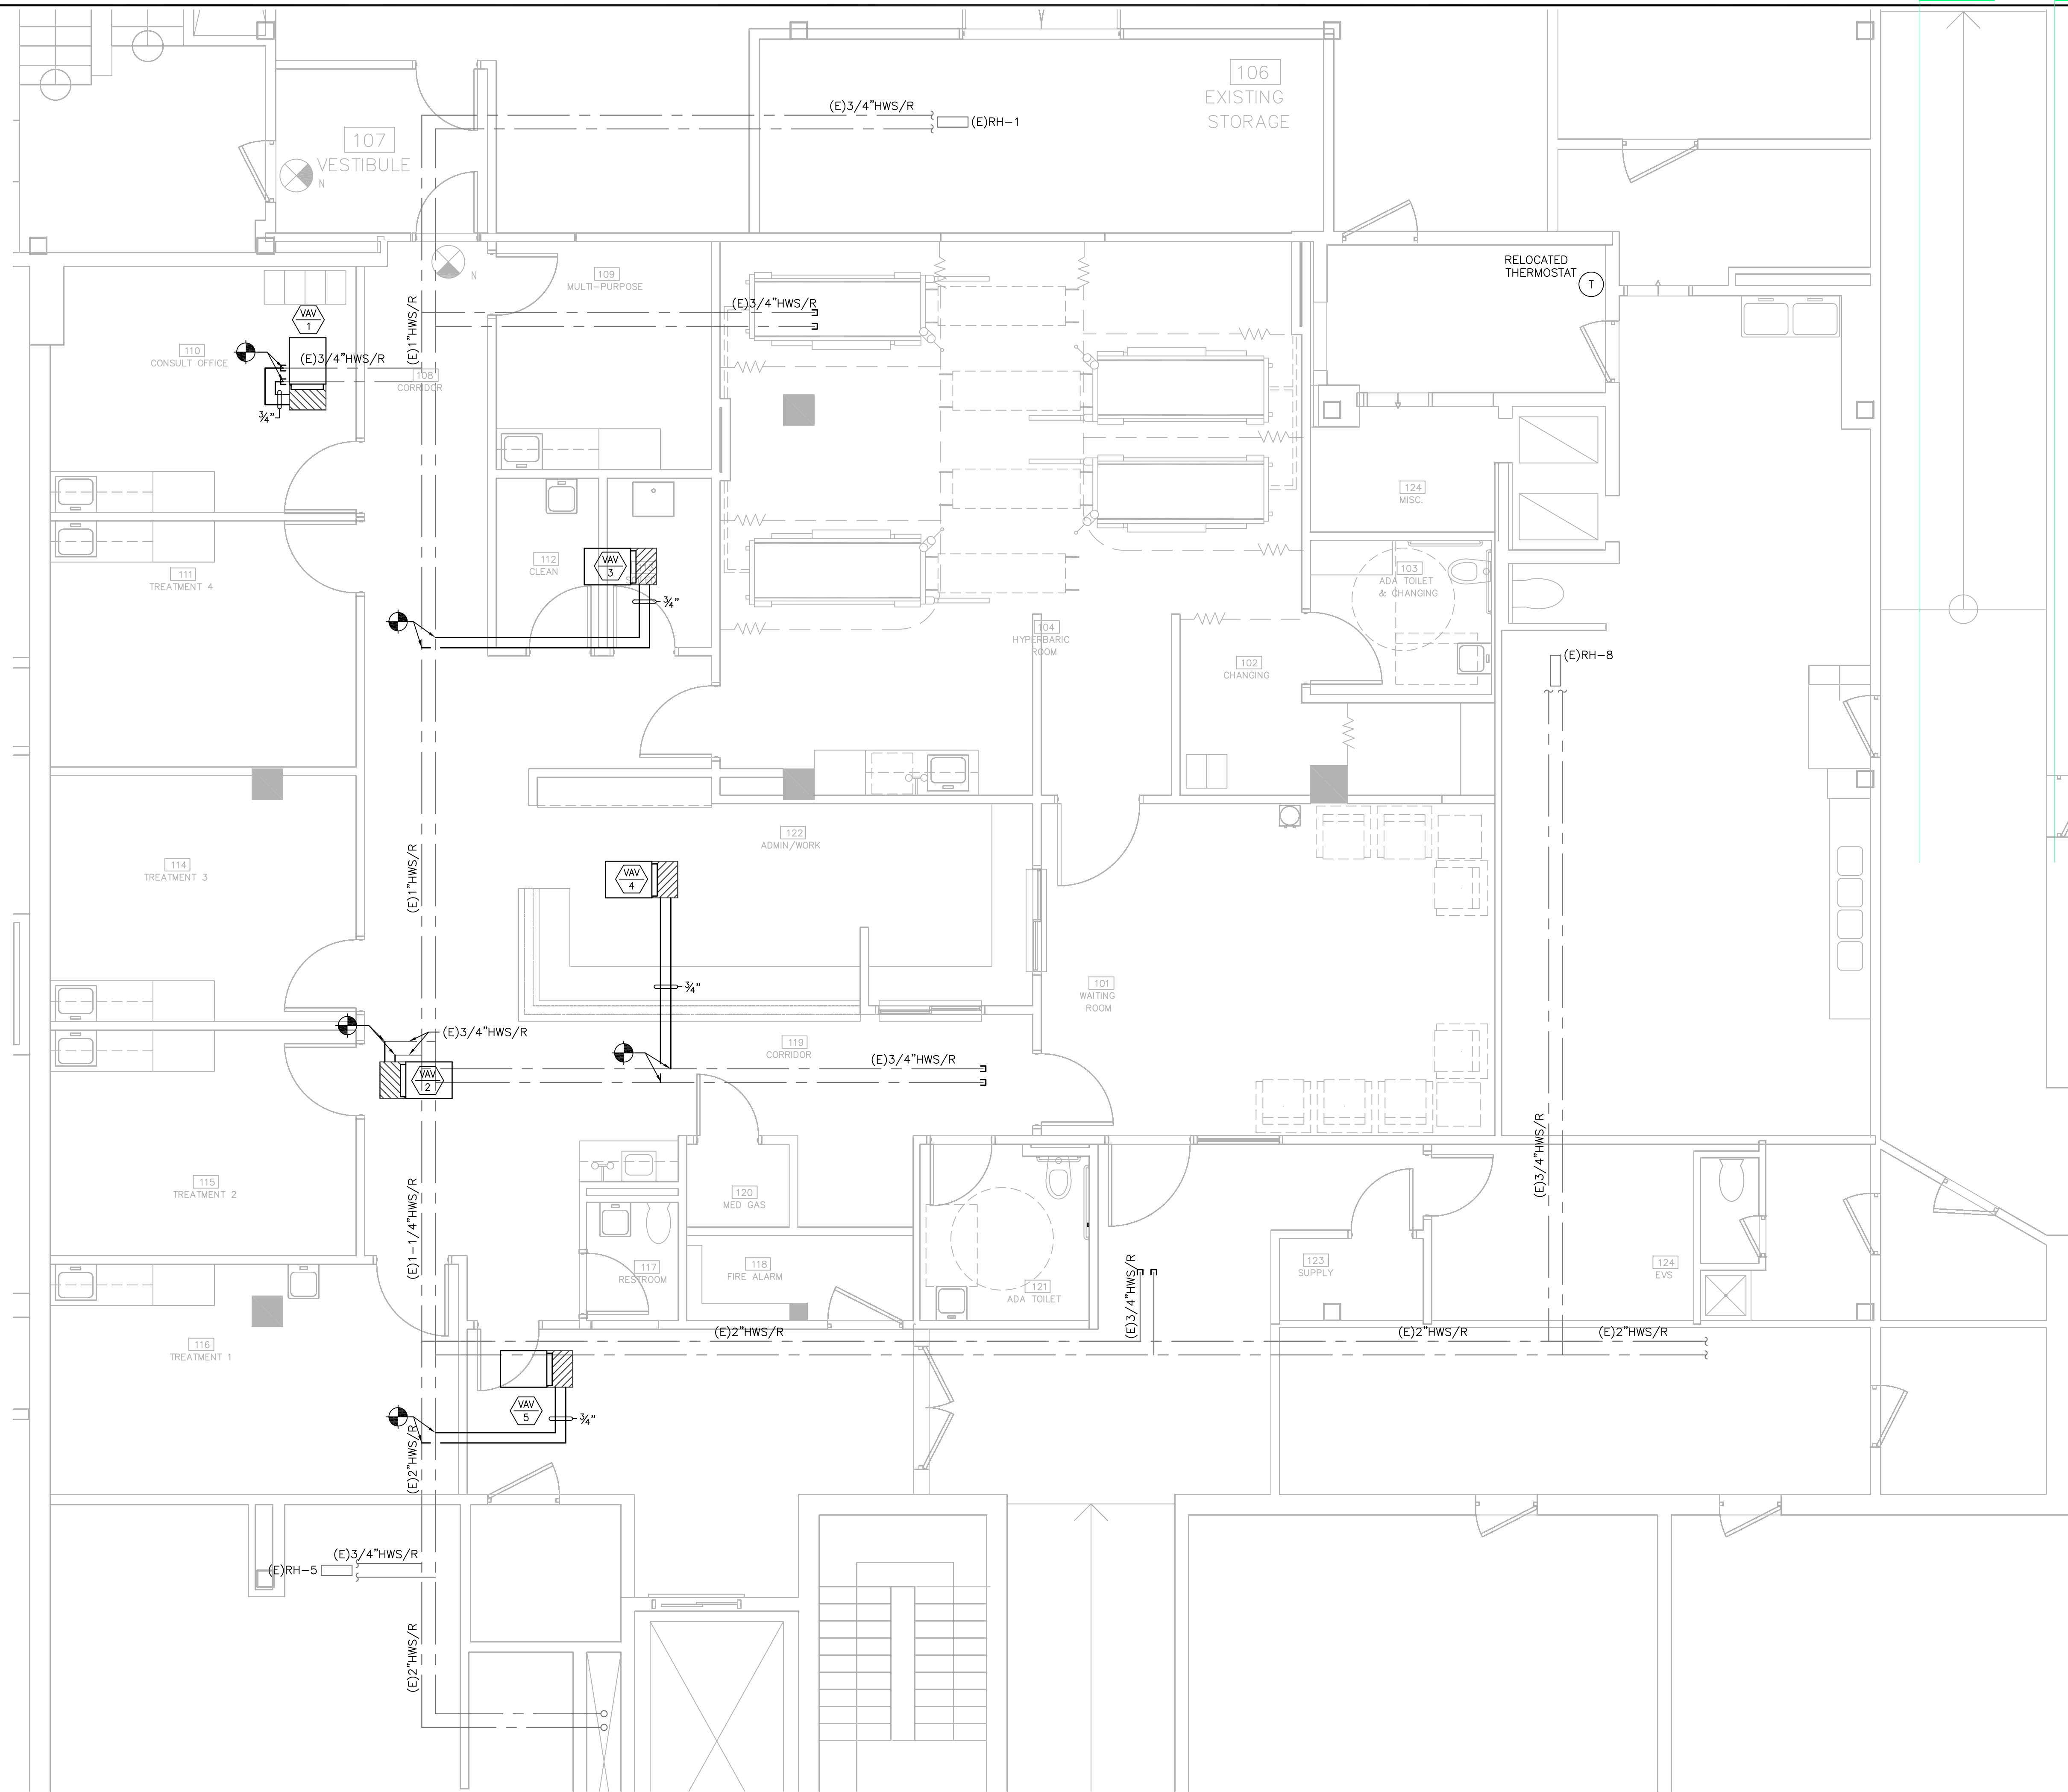 (E)3/4"HWS/R
(E)RH-1
106
EXISTING
STORAGE
107
VESTIBULE
N
N
109
MULTI-PURPOSE
RELOCATED
THERMOSTAT
T
(E)3/4"HWS/R
(E)1"HWS/R
VAV
1
110
CONSULT OFFICE
(E)3/4"HWS/R
108
CORRIDOR
3/4"
124
MISC.
112
CLEAN
VAV
3
111
TREATMENT 4
103
ADA TOILET
& CHANGING
3/4"
104
HYPERBARIC
ROOM
102
CHANGING
(E)RH-8
122
ADMIN/WORK
114
TREATMENT 3
VAV
4
(E)1"HWS/R
3/4"
101
WAITING
ROOM
(E)3/4"HWS/R
119
CORRIDOR
(E)3/4"HWS/R
VAV
2
(E)3/4"HWS/R
115
TREATMENT 2
120
MED GAS
(E)1-1/4"HWS/R
117
RESTROOM
118
FIRE ALARM
121
ADA TOILET
(E)3/4"HWS/R
123
SUPPLY
124
EVS
116
TREATMENT 1
(E)2"HWS/R
(E)2"HWS/R
(E)2"HWS/R
VAV
5
3/4"
(E)2"HWS/R
(E)3/4"HWS/R
(E)RH-5
(E)2"HWS/R